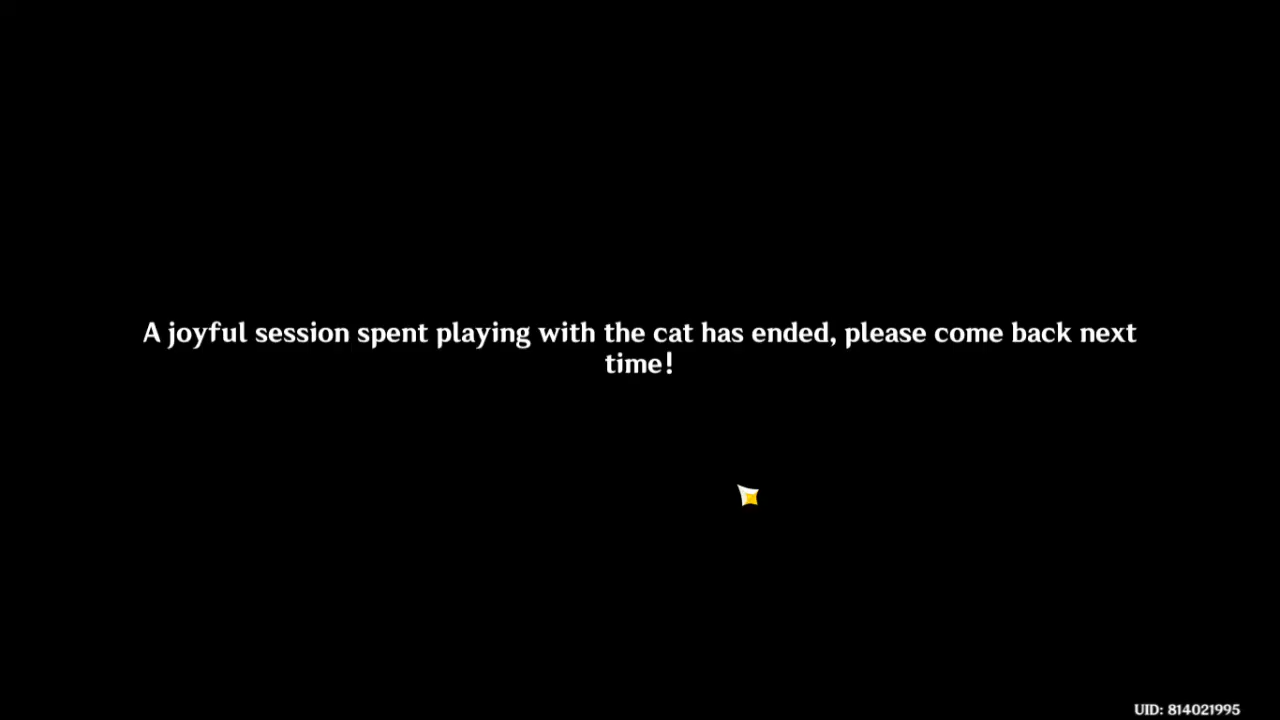 A joyful session spent playing with the cat has ended, please come back next
time!
UID: 814021995